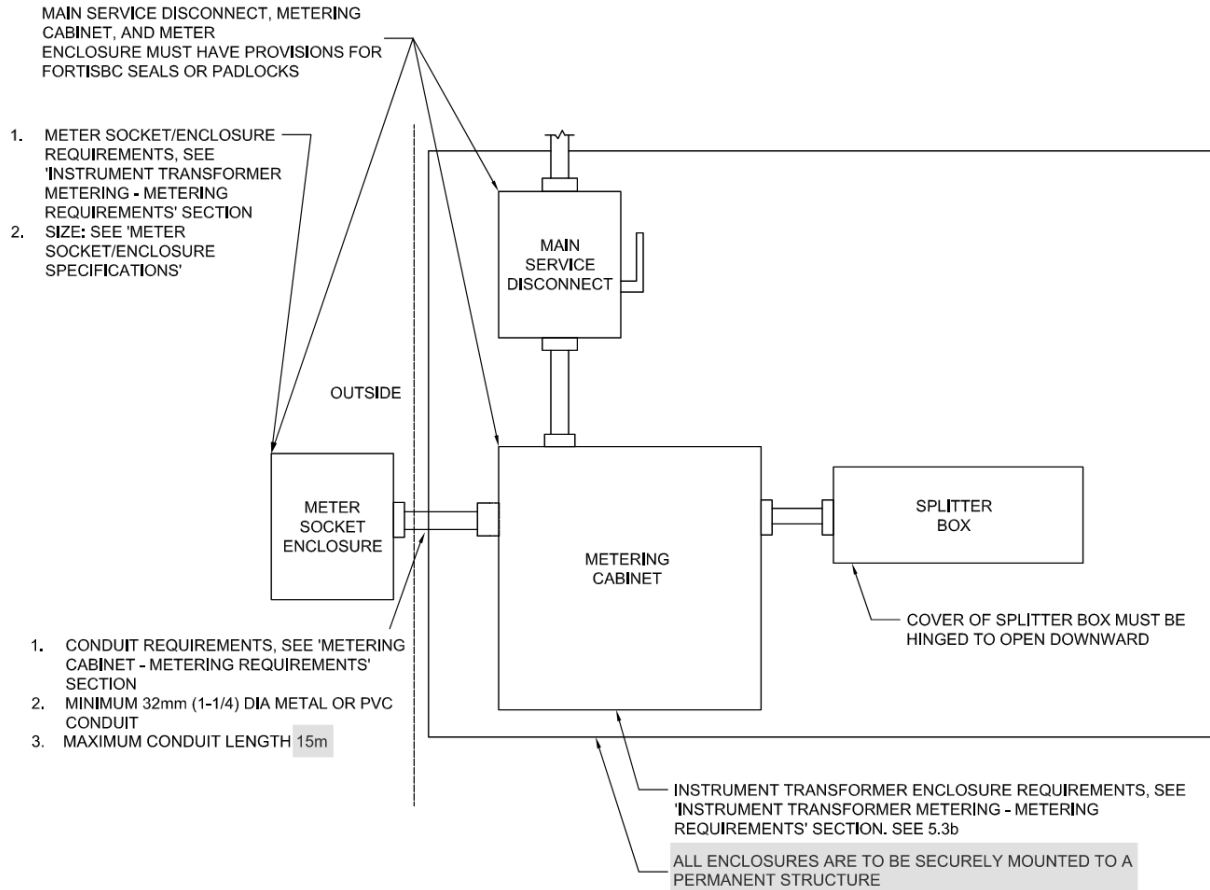 MAIN SERVICE DISCONNECT, METERING
CABINET, AND METER
ENCLOSURE MUST HAVE PROVISIONS FOR
FORTISBC SEALS OR PADLOCKS
1. METER SOCKET/ENCLOSURE
REQUIREMENTS, SEE
'INSTRUMENT TRANSFORMER
METERING - METERING
REQUIREMENTS' SECTION
2. SIZE: SEE 'METER
SOCKET/ENCLOSURE
SPECIFICATIONS'
MAIN
SERVICE
DISCONNECT
OUTSIDE
METER
SOCKET
ENCLOSURE
METERING
CABINET
SPLITTER
BOX
COVER OF SPLITTER BOX MUST BE
HINGED TO OPEN DOWNWARD
1. CONDUIT REQUIREMENTS, SEE 'METERING
CABINET - METERING REQUIREMENTS'
SECTION
2. MINIMUM 32mm (1-1/4) DIA METAL OR PVC
CONDUIT
3. MAXIMUM CONDUIT LENGTH 15m
INSTRUMENT TRANSFORMER ENCLOSURE REQUIREMENTS, SEE
'INSTRUMENT TRANSFORMER METERING - METERING
REQUIREMENTS' SECTION. SEE 5.3b
ALL ENCLOSURES ARE TO BE SECURELY MOUNTED TO A
PERMANENT STRUCTURE